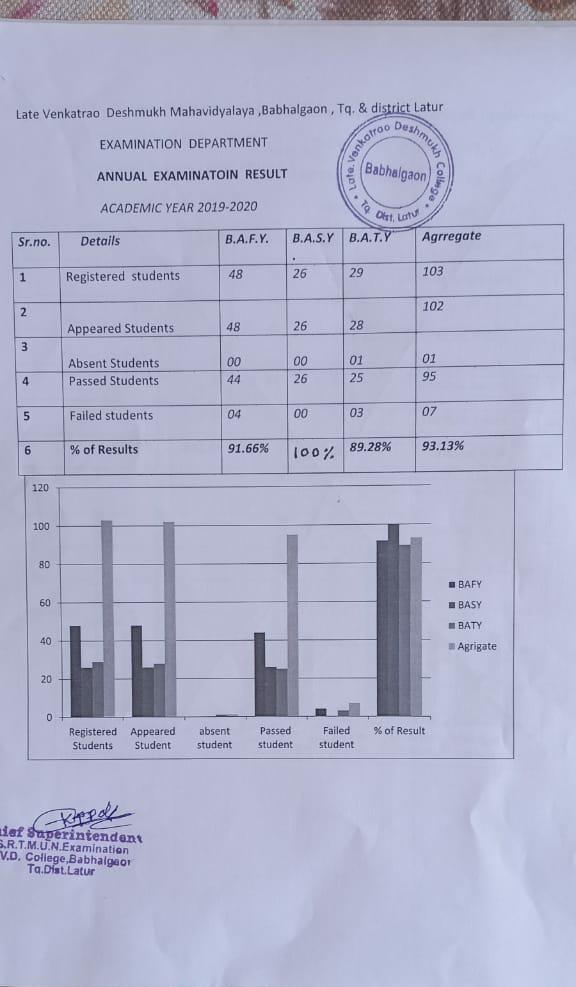 Late Venkatrao Deshmukh Mahavidyalaya ,Babhalgaon , Tq. & district Latur
EXAMINATION DEPARTMENT
ANNUAL EXAMINATOIN RESULT
ACADEMIC YEAR 2019-2020
Late. Venkatrao Deshmukh College
Babhalgaon
Tq. Dist. Latur
Sr.no. Details B.A.F.Y. B.A.S.Y. B.A.T.Y Agrregate
1 Registered students 48 26 29 103
2 Appeared Students 48 26 28 102
3 Absent Students 00 00 01 01
4 Passed Students 44 26 25 95
5 Failed students 04 00 03 07
6 % of Results 91.66% 100% 89.28% 93.13%
120
100
80
60
40
20
0
BAFY
BASY
BATY
Agrigate
Registered Appeared absent Passed Failed % of Result
Students Student student student student
ief Superintendent
S.R.T.M.U.N.Examination
V.D. College,Babhalgaon
Tq.Dist.Latur